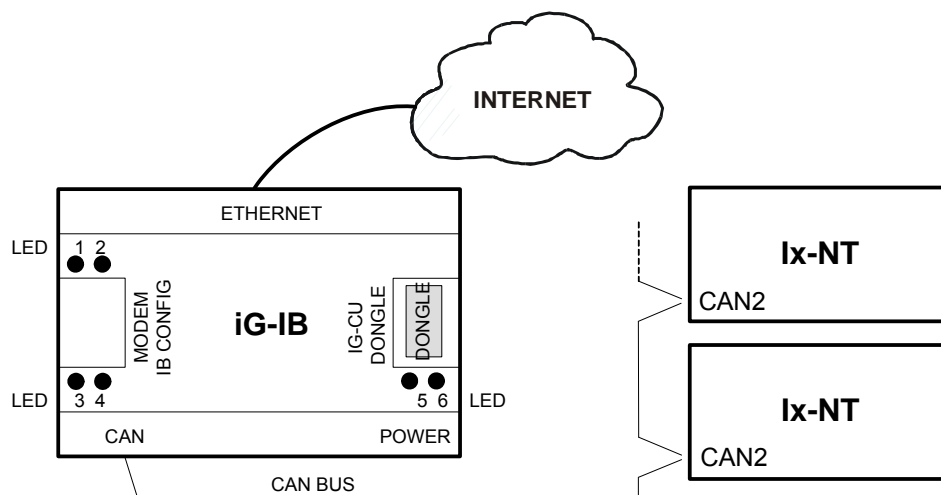 INTERNET
ETHERNET
LED
1 2
MODEM
IB CONFIG
iG-IB
IG-CU
DONGLE
DONGLE
LED
3 4
5 6
LED
CAN
POWER
CAN BUS
Ix-NT
CAN2
Ix-NT
CAN2